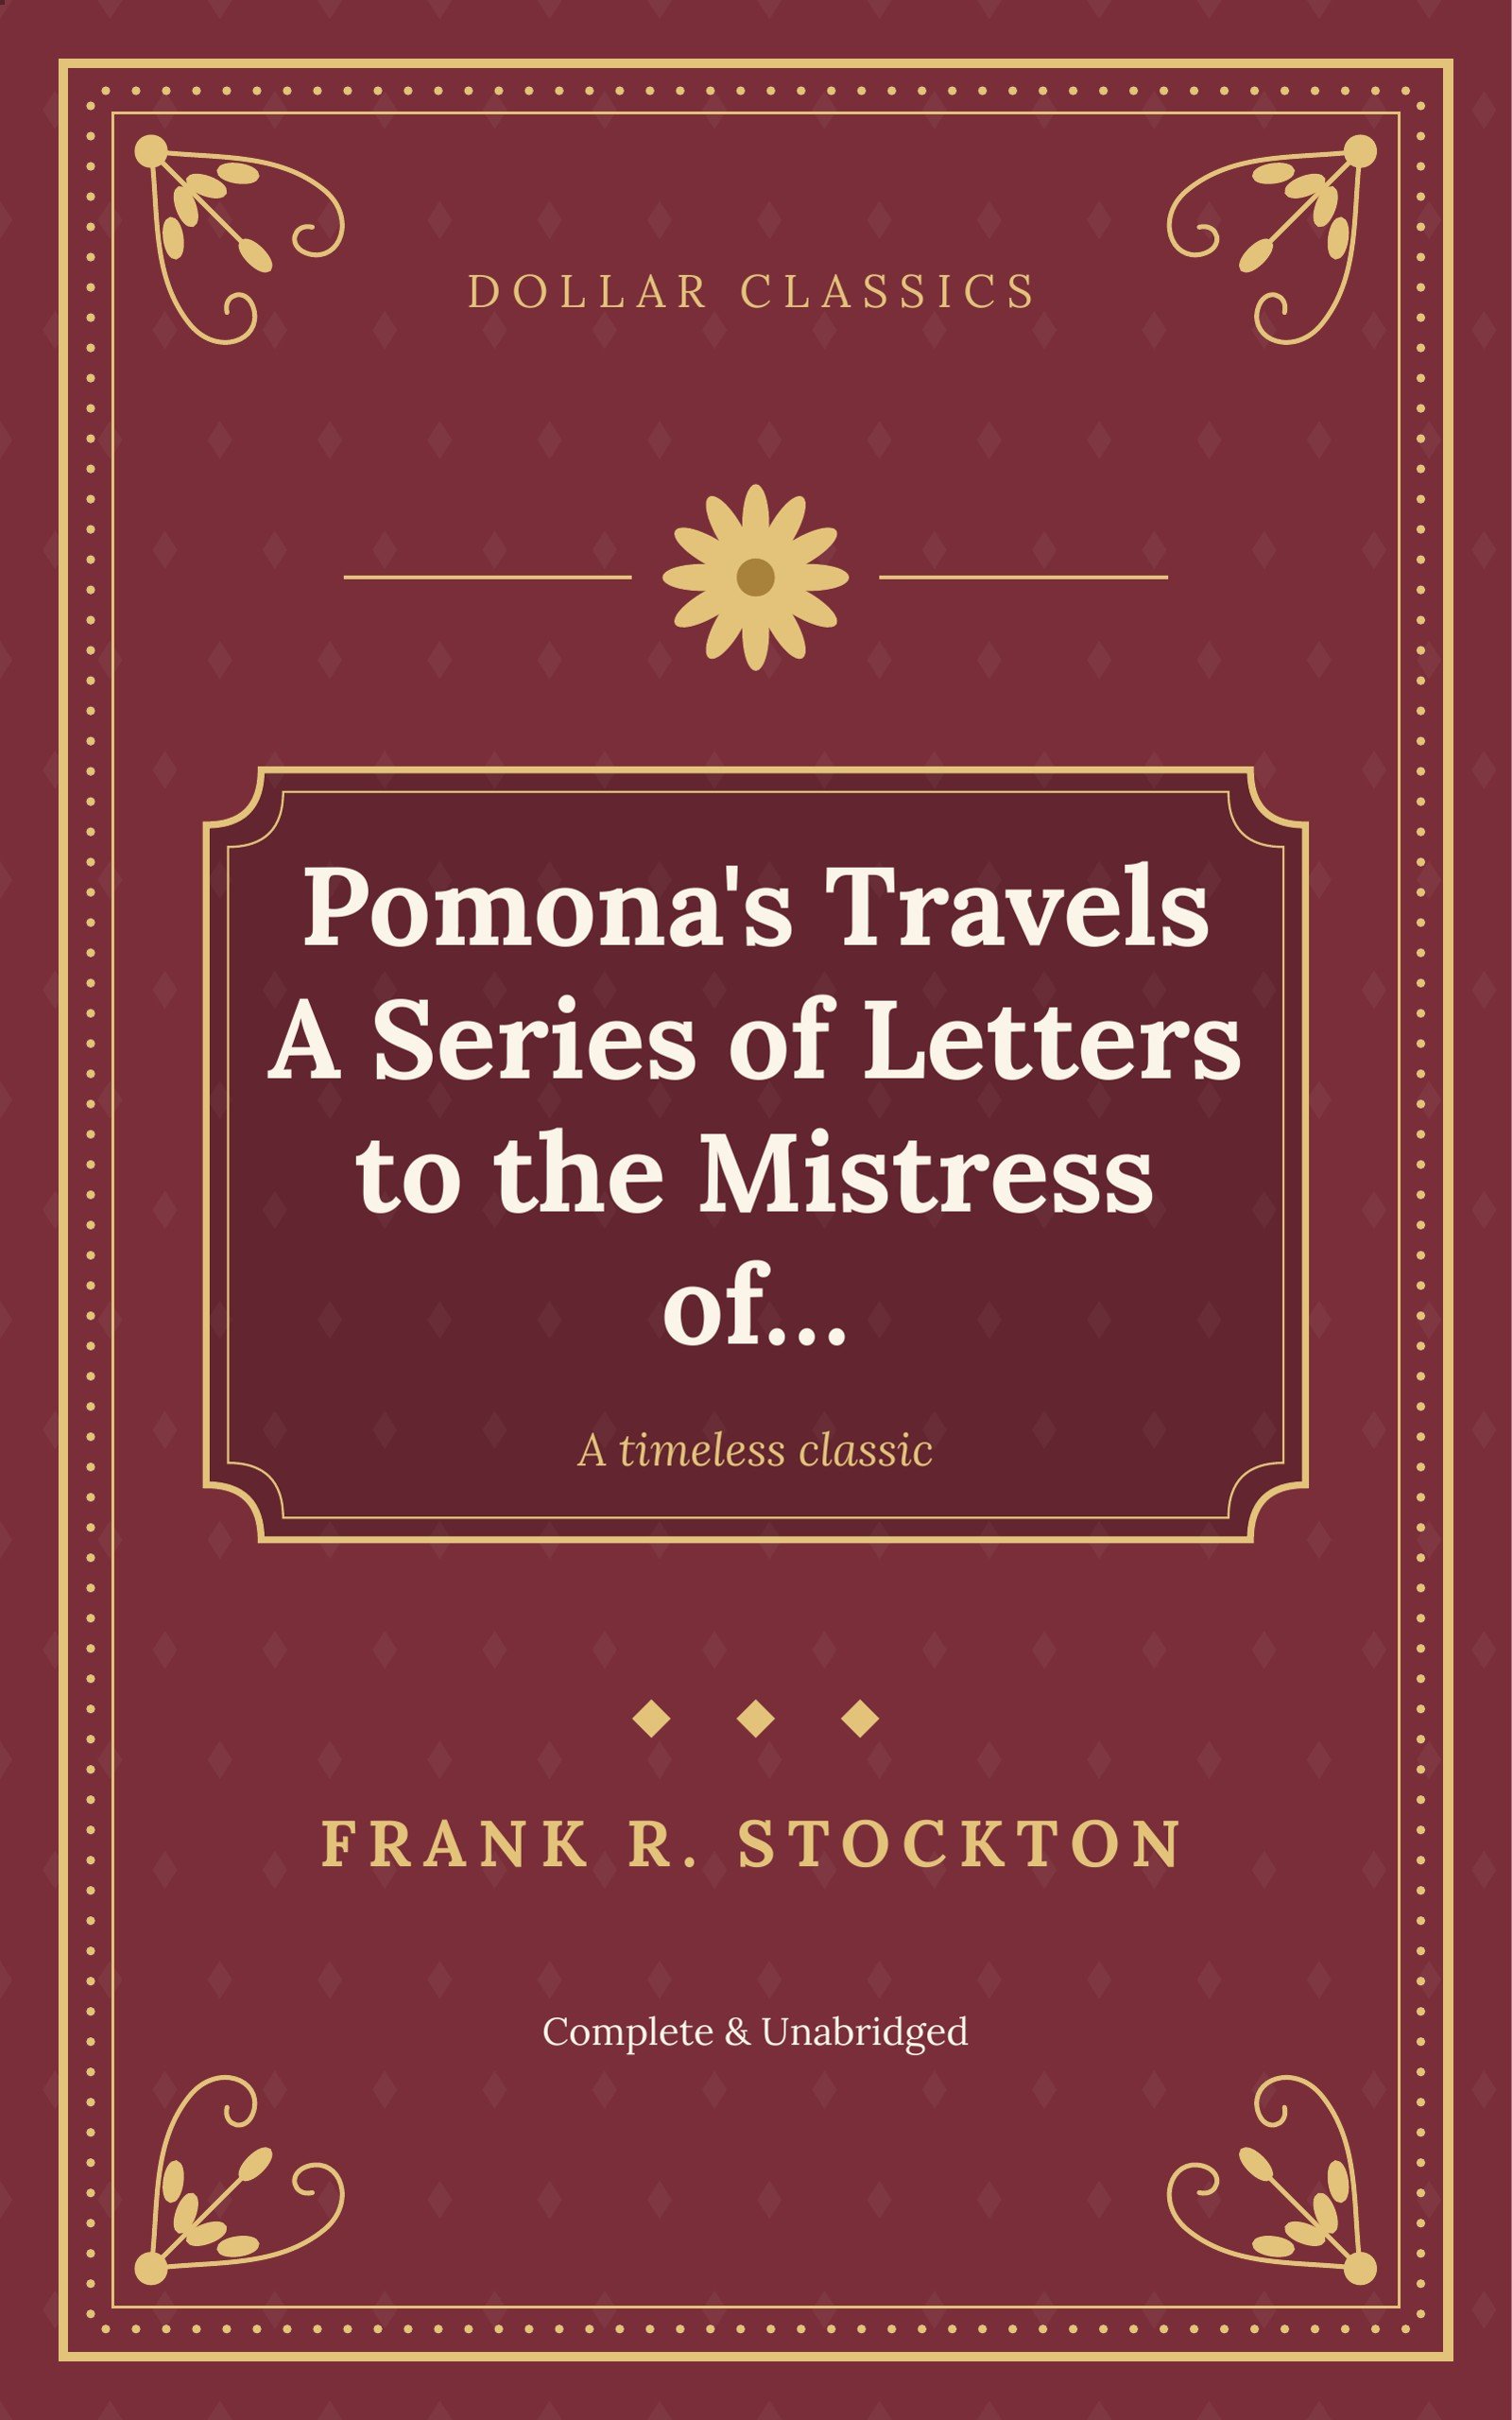 DOLLAR CLASSICS
Pomona's Travels
A Series of Letters
to the Mistress
of...
A timeless classic
FRANK R. STOCKTON
Complete & Unabridged